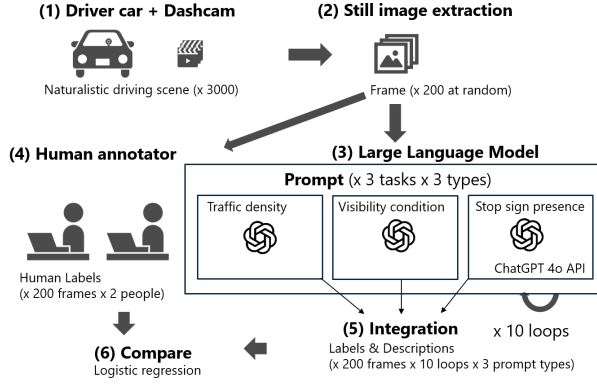 (1) Driver car + Dashcam
Naturalistic driving scene (x 3000)
(2) Still image extraction
Frame (x 200 at random)
(3) Large Language Model
Prompt (x 3 tasks x 3 types)
Traffic density
Visibility condition
Stop sign presence
ChatGPT 4o API
x 10 loops
(4) Human annotator
Human Labels
(x 200 frames x 2 people)
(5) Integration
Labels & Descriptions
(x 200 frames x 10 loops x 3 prompt types)
(6) Compare
Logistic regression